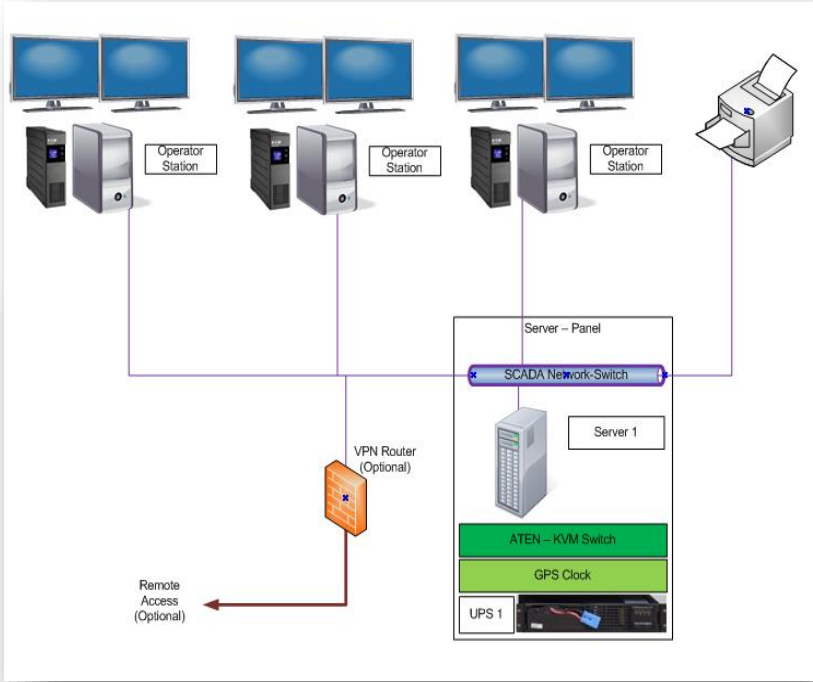 Operator
Station
Operator
Station
Operator
Station
Server – Panel
SCADA Network-Switch
Server 1
VPN Router
(Optional)
ATEN – KVM Switch
GPS Clock
Remote
Access
(Optional)
UPS 1